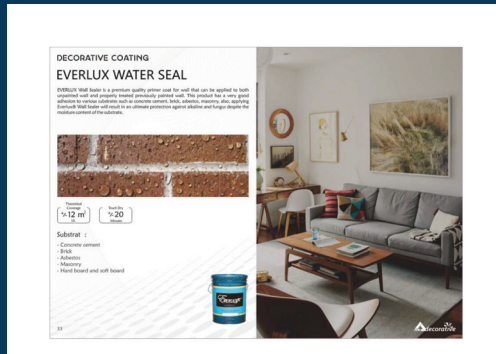 DECORATIVE COATING
EVERLUX WATER SEAL
EVERLUX Wall Sealer is a premium quality primer coat for wall that can be applied to both
unpainted wall and properly treated previously painted wall. This product has a very good
adhesion to various substrates such as concrete cement, brick, asbestos, masonry, also, applying
Everlux® Wall Sealer will result in an ultimate protection against alkaline and fungus despite the
moisture content of the substrate.
Theoretical Coverage
+/- 12 m²
Touch Dry
+/- 20
Minutes
Substrat :
- Concrete cement
- Brick
- Asbestos
- Masonry
- Hard board and soft board
EVERLUX
decorative